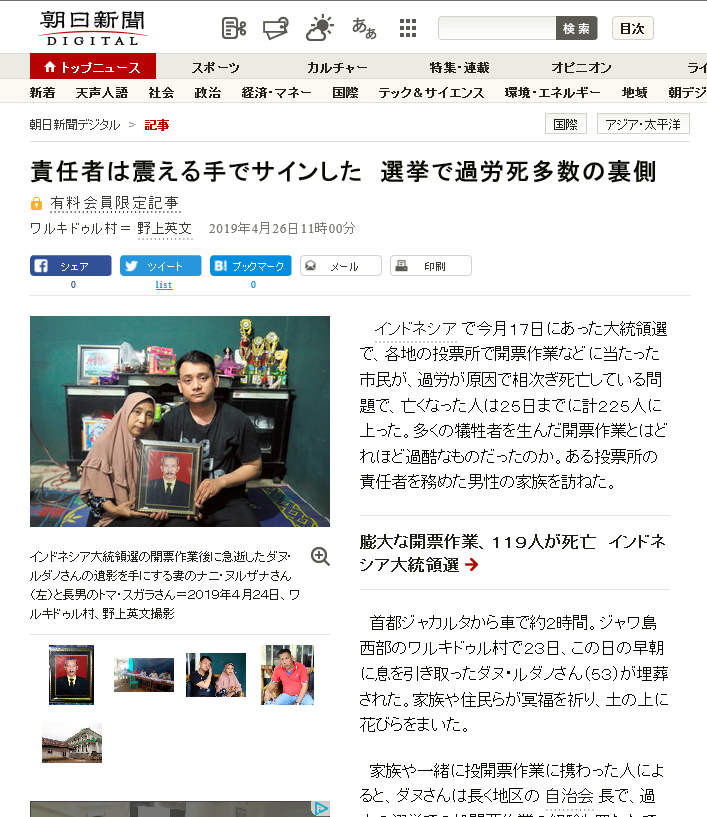 朝日新聞
DIGITAL
あぁ
検索
目次
トップニュース スポーツ カルチャー 特集・連載 オピニオン ライ
新着 天声人語 社会 政治 経済・マネー 国際 テック＆サイエンス 環境・エネルギー 地域 朝デジ
朝日新聞デジタル > 記事
国際 アジア・太平洋
責任者は震える手でサインした　選挙で過労死多数の裏側
有料会員限定記事
ワルキドゥル村＝ 野上英文 2019年4月26日11時00分
シェア ツイート B! ブックマーク メール 印刷
0 list 0
インドネシア大統領選の開票作業後に急逝したダヌ・
ルダノさんの遺影を手にする妻のナニ・ヌルザナさん
（左）と長男のトマ・スガラさん＝2019年4月24日、ワ
ルキドゥル村、野上英文撮影
インドネシア で今月17日にあった大統領選
で、各地の投票所で開票作業などに当たった
市民が、過労が原因で相次ぎ死亡している問
題で、亡くなった人は25日までに計225人に
上った。多くの犠牲者を生んだ開票作業とはど
れほど過酷なものだったのか。ある投票所の
責任者を務めた男性の家族を訪ねた。
膨大な開票作業、119人が死亡　インドネ
シア大統領選
首都ジャカルタから車で約2時間。ジャワ島
西部のワルキドゥル村で23日、この日の早朝
に息を引き取ったダヌ・ルダノさん（53）が埋葬
された。家族や住民らが冥福を祈り、土の上に
花びらをまいた。
家族や一緒に投開票作業に携わった人によ
ると、ダヌさんは長く地区の 自治会 長で、過